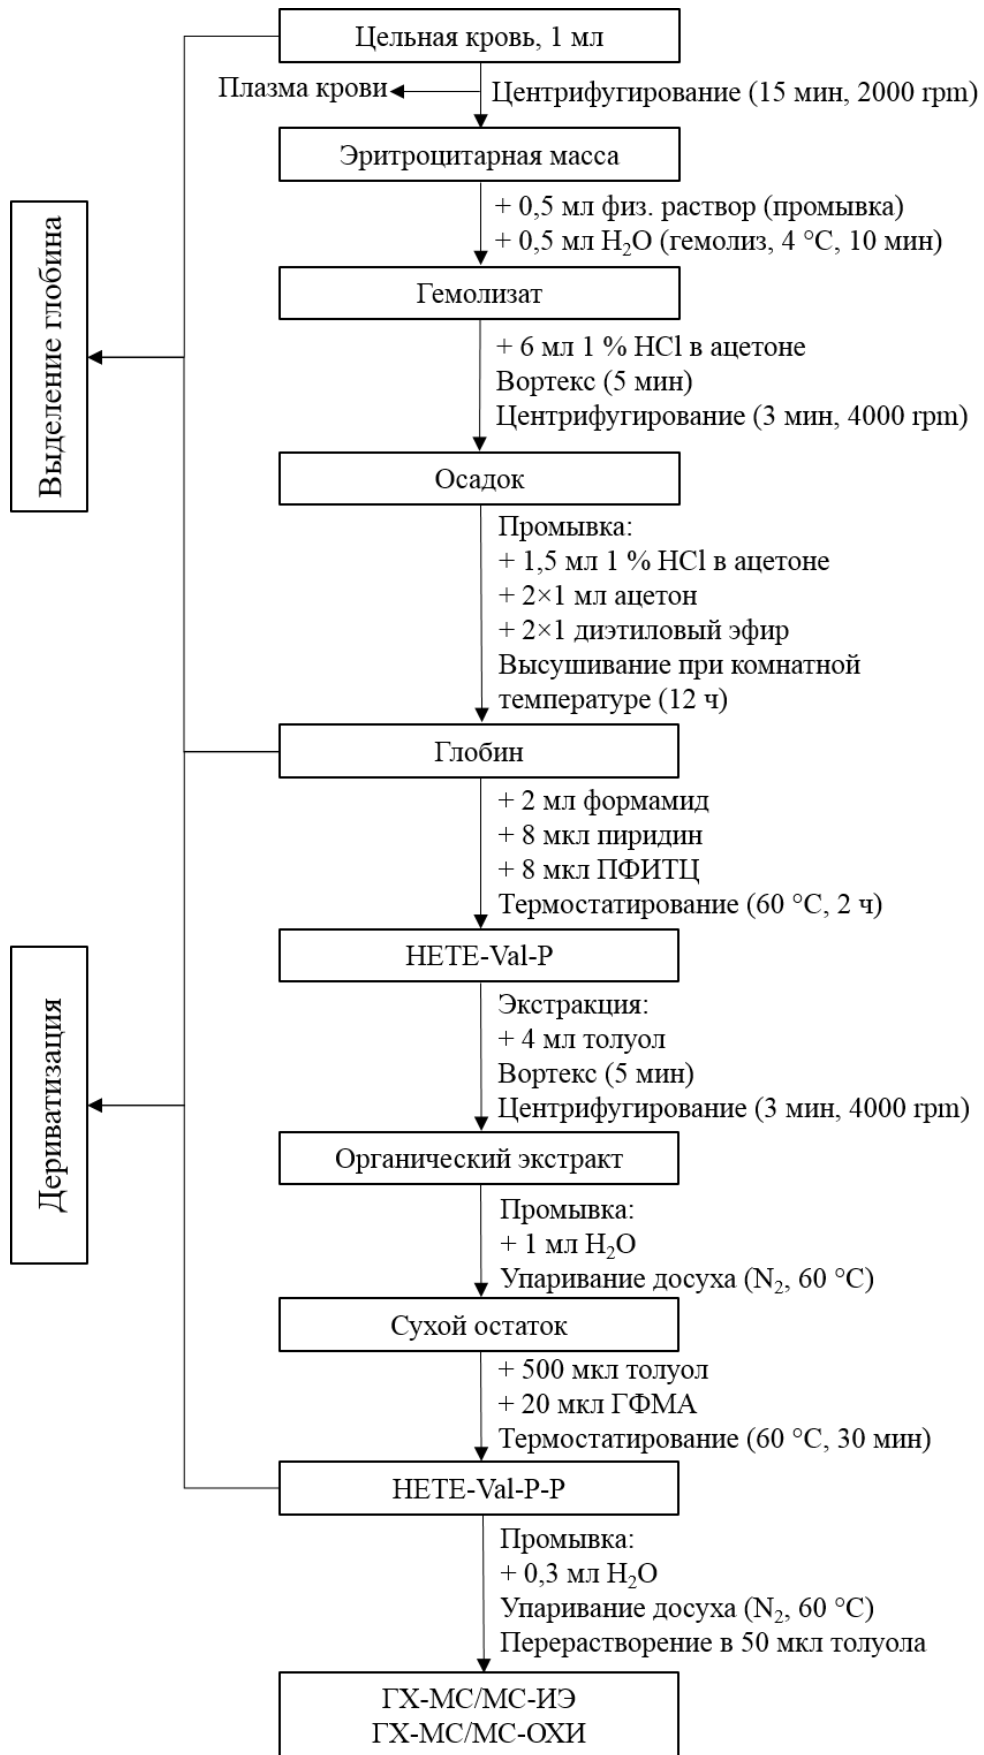 Цельная кровь, 1 мл
Плазма крови
Центрифугирование (15 мин, 2000 rpm)
Эритроцитарная масса
+ 0,5 мл физ. раствор (промывка)
+ 0,5 мл H₂O (гемолиз, 4 °C, 10 мин)
Гемолизат
+ 6 мл 1 % HCl в ацетоне
Вортекс (5 мин)
Центрифугирование (3 мин, 4000 rpm)
Осадок
Выделение глобина
Промывка:
+ 1,5 мл 1 % HCl в ацетоне
+ 2×1 мл ацетон
+ 2×1 диэтиловый эфир
Высушивание при комнатной
температуре (12 ч)
Глобин
+ 2 мл формамид
+ 8 мкл пиридин
+ 8 мкл ПФИТЦ
Термостатирование (60 °C, 2 ч)
HETE-Val-P
Экстракция:
+ 4 мл толуол
Вортекс (5 мин)
Центрифугирование (3 мин, 4000 rpm)
Дериватизация
Органический экстракт
Промывка:
+ 1 мл H₂O
Упаривание досуха (N₂, 60 °C)
Сухой остаток
+ 500 мкл толуол
+ 20 мкл ГФМА
Термостатирование (60 °C, 30 мин)
HETE-Val-P-P
Промывка:
+ 0,3 мл H₂O
Упаривание досуха (N₂, 60 °C)
Перерастворение в 50 мкл толуола
ГХ-МС/МС-ИЭ
ГХ-МС/МС-ОХИ